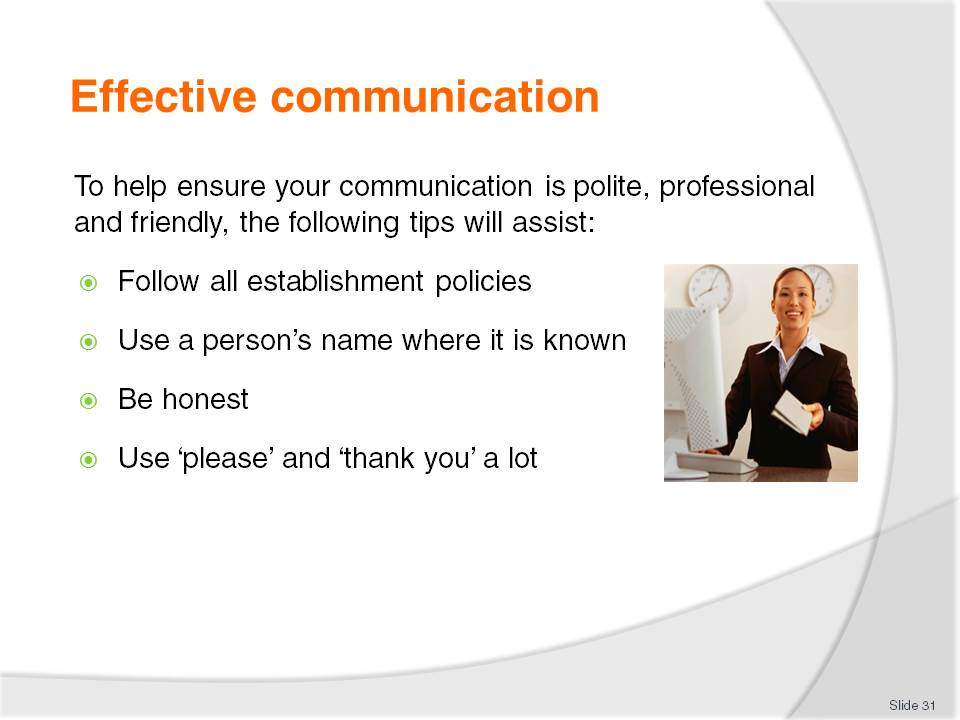 Effective communication
To help ensure your communication is polite, professional
and friendly, the following tips will assist:
Follow all establishment policies
Use a person’s name where it is known
Be honest
Use ‘please’ and ‘thank you’ a lot
Slide 31